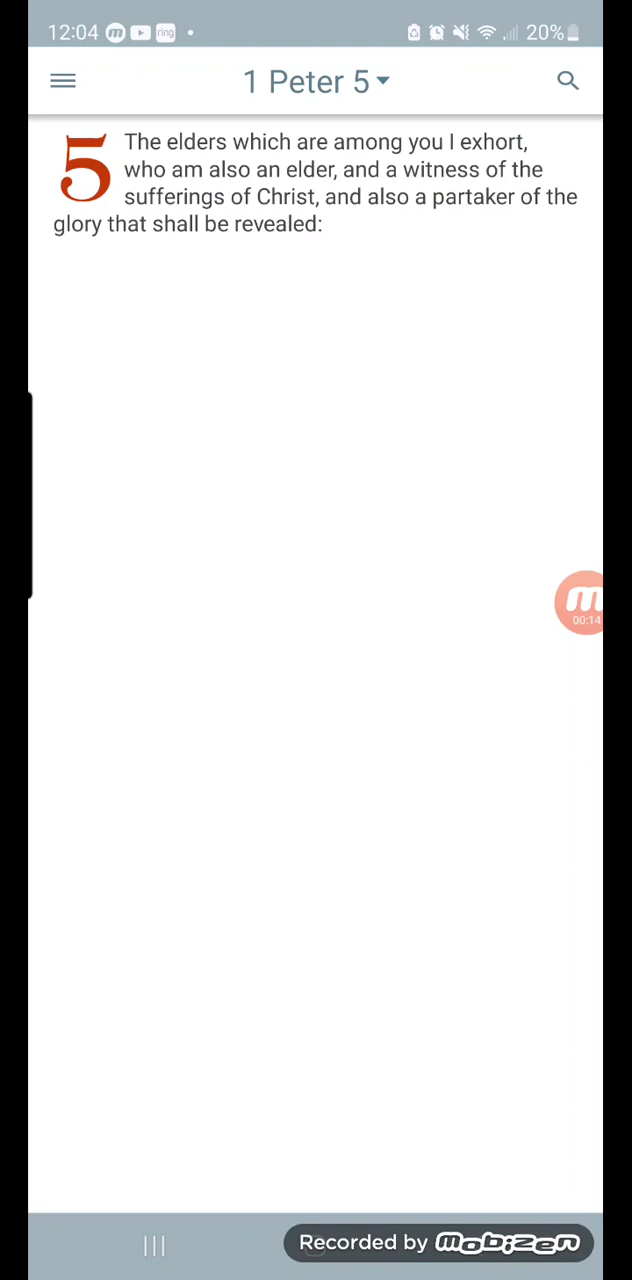 12:04 m ring 20%
1 Peter 5
5 The elders which are among you I exhort,
who am also an elder, and a witness of the
sufferings of Christ, and also a partaker of the
glory that shall be revealed:
m
00:14
Recorded by mobizen